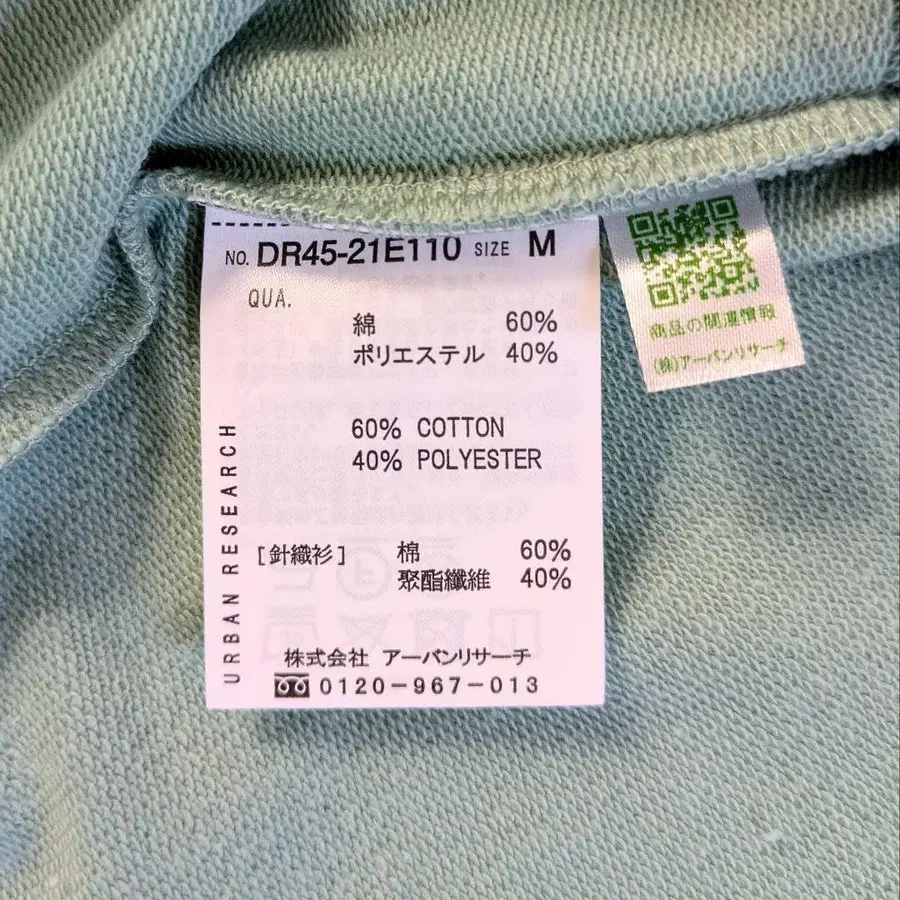 NO. DR45-21E110 SIZE M
QUA.
綿 60%
ポリエステル 40%
60% COTTON
40% POLYESTER
[針織衫] 棉 60%
聚酯纖維 40%
URBAN RESEARCH
株式会社 アーバンリサーチ
0120-967-013
商品の関連情報
(株)アーバンリサーチ